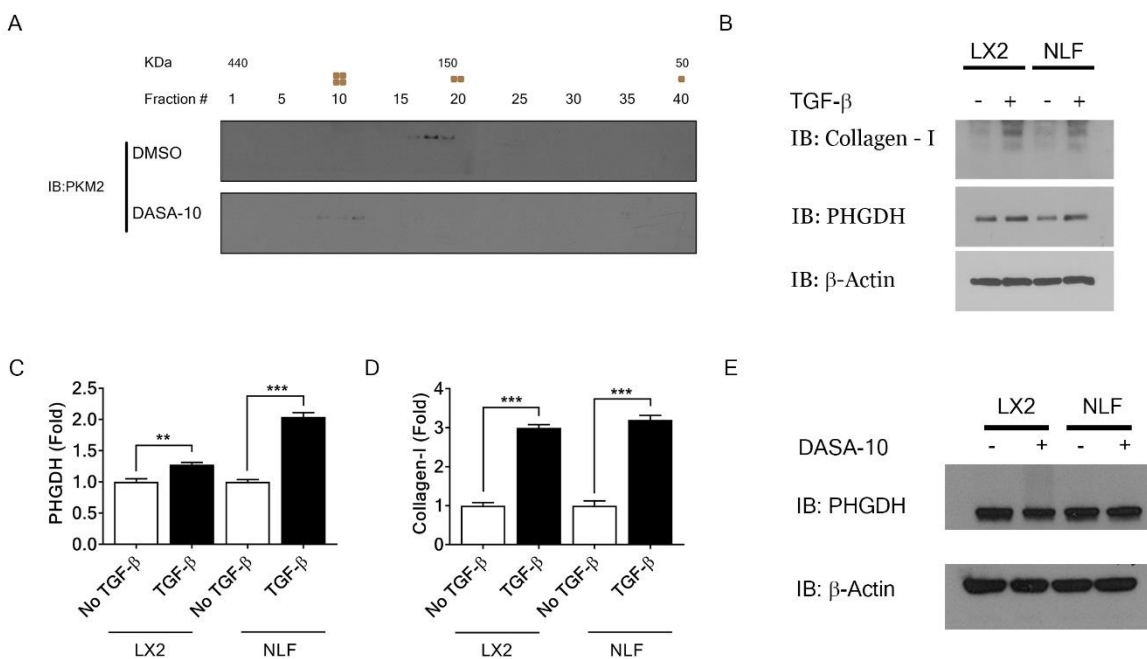 A
KDa 440 150 50
Fraction # 1 5 10 15 20 25 30 35 40
IB:PKM2
DMSO
DASA-10
B
LX2 NLF
TGF-β - + - +
IB: Collagen - I
IB: PHGDH
IB: β-Actin
C
PHGDH (Fold)
2.5
2.0
1.5
1.0
0.5
0.0
** ***
No TGF-β TGF-β No TGF-β TGF-β
LX2 NLF
D
Collagen-I (Fold)
4
3
2
1
0
*** ***
No TGF-β TGF-β No TGF-β TGF-β
LX2 NLF
E
LX2 NLF
DASA-10 - + - +
IB: PHGDH
IB: β-Actin